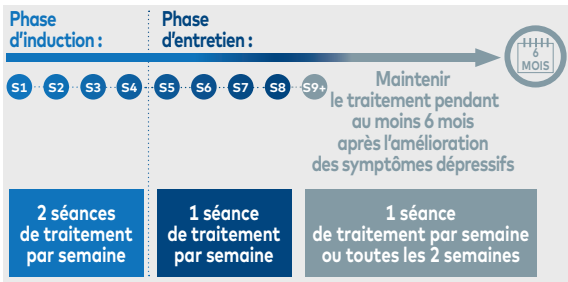 Phase
d'induction :
Phase
d'entretien :
6
MOIS
S1 S2 S3 S4 S5 S6 S7 S8 S9+
Maintenir
le traitement pendant
au moins 6 mois
après l'amélioration
des symptômes dépressifs
2 séances
de traitement
par semaine
1 séance
de traitement
par semaine
1 séance
de traitement par semaine
ou toutes les 2 semaines